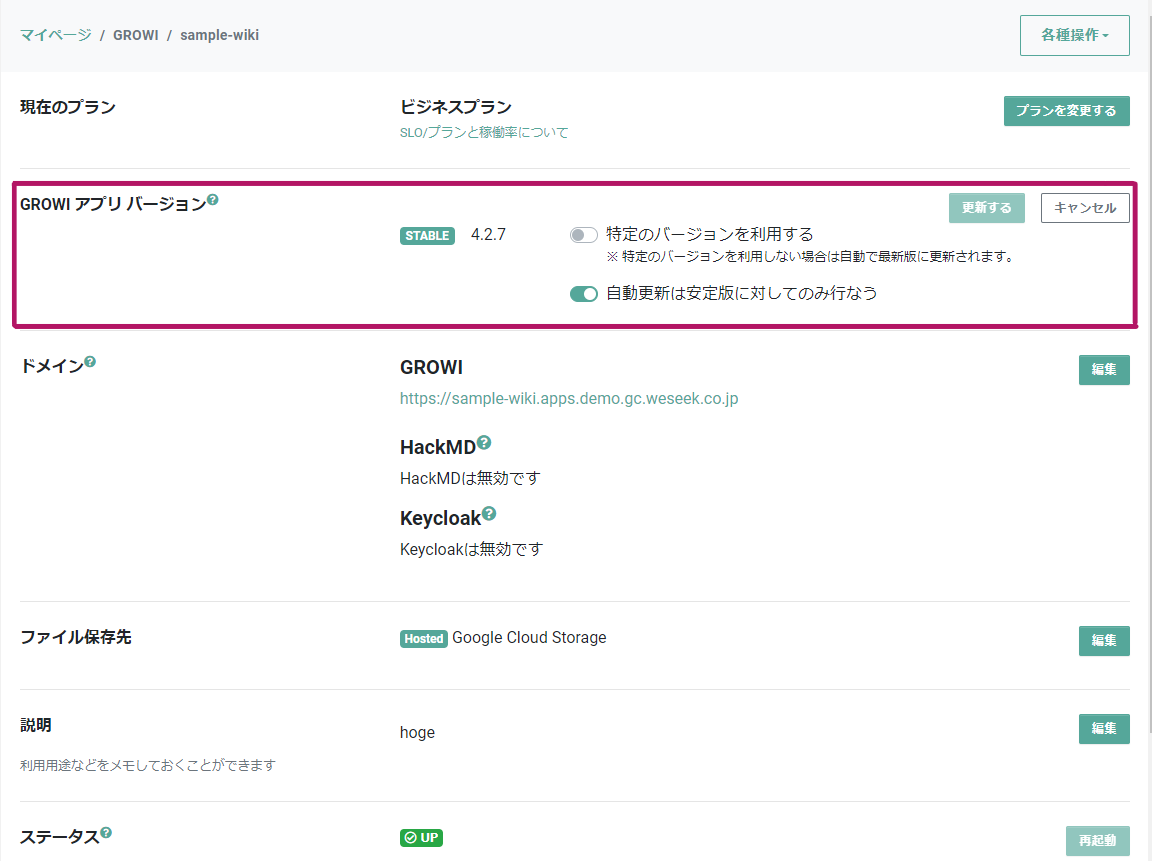 マイページ / GROWI / sample-wiki
各種操作
現在のプラン
ビジネスプラン
プランを変更する
SLO/プランと稼働率について
GROWI アプリ バージョン
更新する
キャンセル
STABLE 4.2.7
特定のバージョンを利用する
※ 特定のバージョンを利用しない場合は自動で最新版に更新されます。
自動更新は安定版に対してのみ行なう
ドメイン
GROWI
編集
https://sample-wiki.apps.demo.gc.weseek.co.jp
HackMD
HackMDは無効です
Keycloak
Keycloakは無効です
ファイル保存先
Hosted Google Cloud Storage
編集
説明
hoge
編集
利用用途などをメモしておくことができます
ステータス
UP
再起動